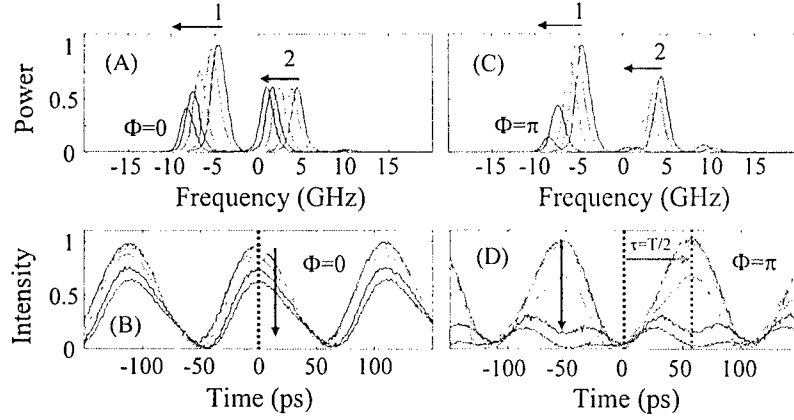 1
1
(A)
2
(C)
2
Power
1
0.5
0
Φ=0
Φ=π
-15 -10 -5 0 5 10 15
-15 -10 -5 0 5 10 15
Frequency (GHz)
Frequency (GHz)
Intensity
1
0.5
0
Φ=0
(B)
(D)
τ=T/2
Φ=π
-100 -50 0 50 100
-100 -50 0 50 100
Time (ps)
Time (ps)